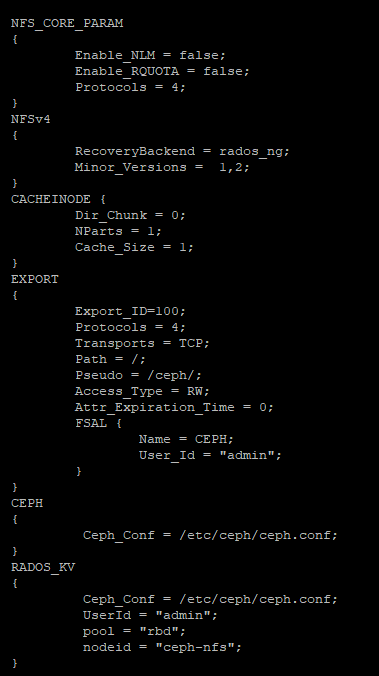 NFS_CORE_PARAM
{
        Enable_NLM = false;
        Enable_RQUOTA = false;
        Protocols = 4;
}
NFSv4
{
        RecoveryBackend = rados_ng;
        Minor_Versions =  1,2;
}
CACHEINODE {
        Dir_Chunk = 0;
        NParts = 1;
        Cache_Size = 1;
}
EXPORT
{
        Export_ID=100;
        Protocols = 4;
        Transports = TCP;
        Path = /;
        Pseudo = /ceph/;
        Access_Type = RW;
        Attr_Expiration_Time = 0;
        FSAL {
                Name = CEPH;
                User_Id = "admin";
        }
}
CEPH
{
         Ceph_Conf = /etc/ceph/ceph.conf;
}
RADOS_KV
{
         Ceph_Conf = /etc/ceph/ceph.conf;
         UserId = "admin";
         pool = "rbd";
         nodeid = "ceph-nfs";
}